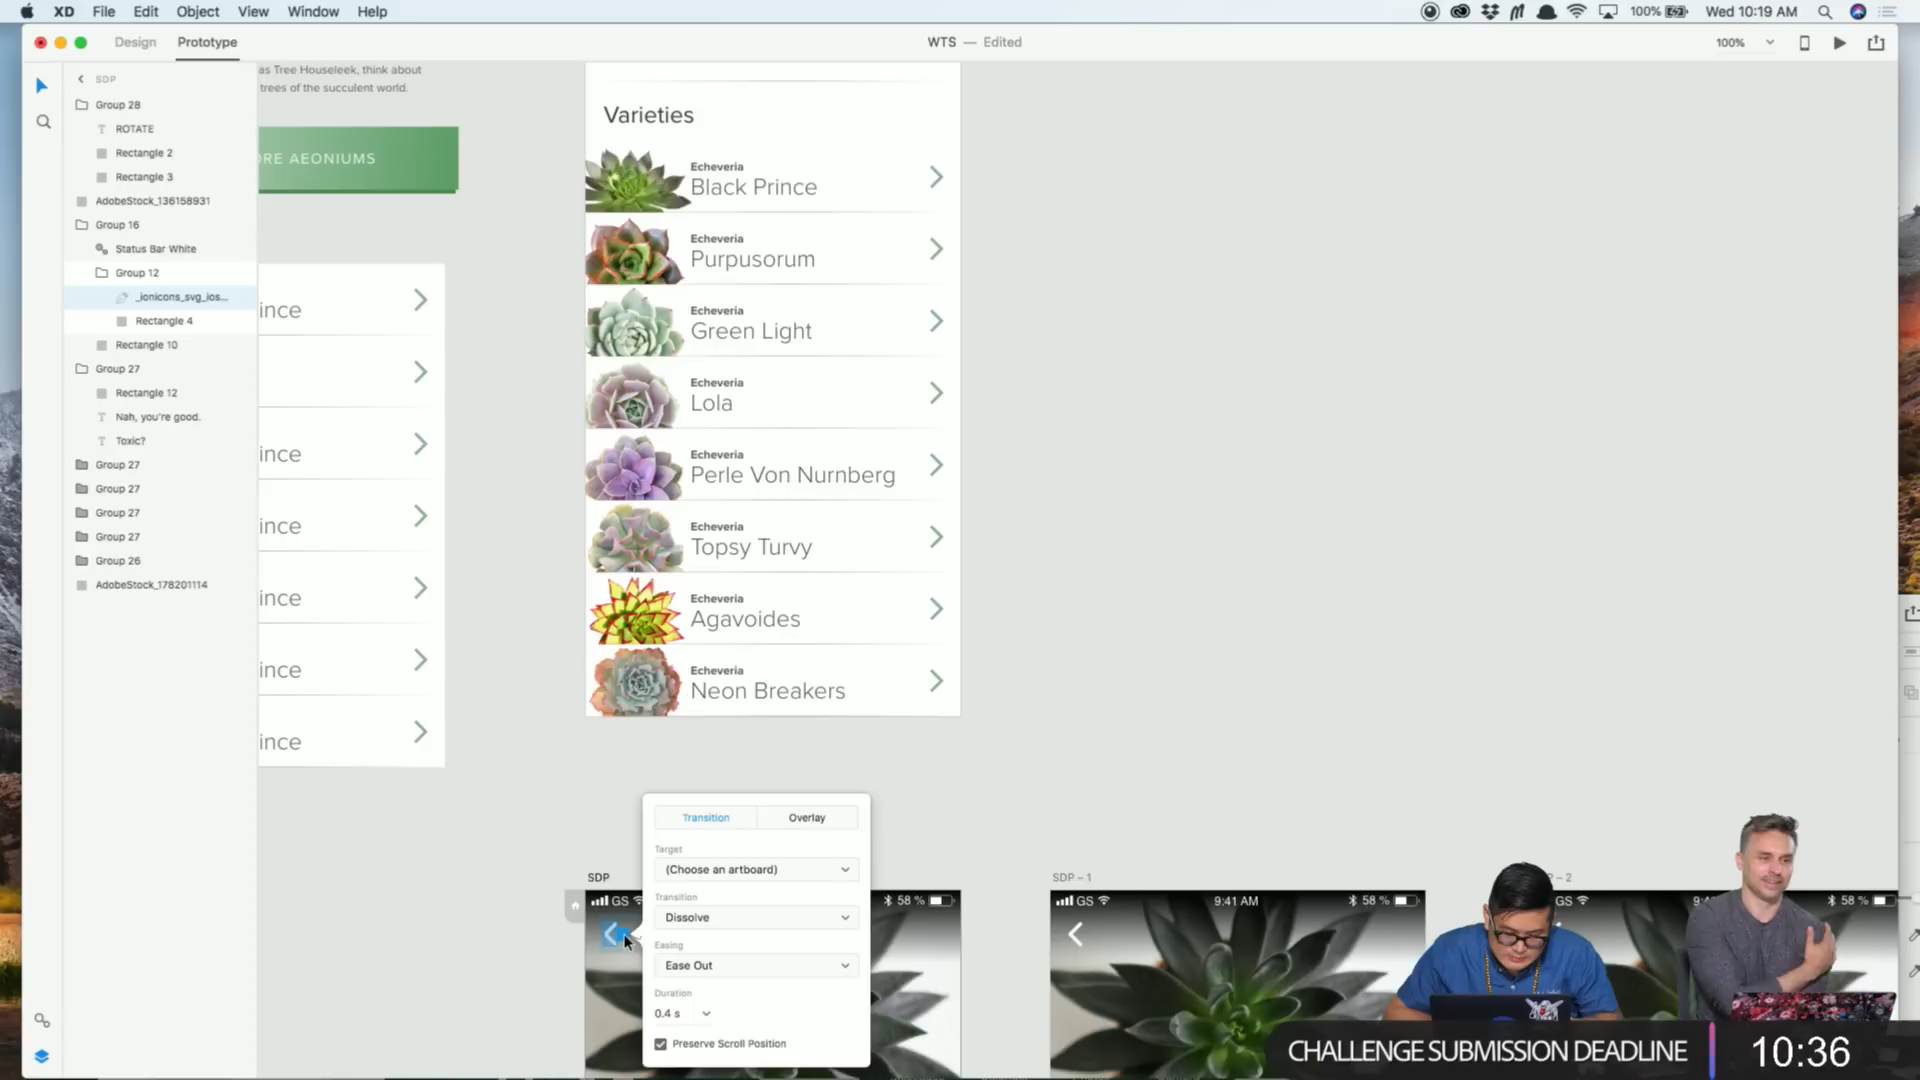 XD File Edit Object View Window Help
100% Wed 10:19 AM
Design Prototype
WTS — Edited
100%
SDP
Group 28
ROTATE
Rectangle 2
Rectangle 3
AdobeStock_136158931
Group 16
Status Bar White
Group 12
_ionicons_svg_ios...
Rectangle 4
Rectangle 10
Group 27
Rectangle 12
Nah, you're good.
Toxic?
Group 27
Group 27
Group 27
Group 27
Group 26
AdobeStock_178201114
as Tree Houseleek, think about
trees of the succulent world.
ORE AEONIUMS
ince
ince
ince
ince
ince
ince
Varieties
Echeveria
Black Prince
Echeveria
Purpusorum
Echeveria
Green Light
Echeveria
Lola
Echeveria
Perle Von Nurnberg
Echeveria
Topsy Turvy
Echeveria
Agavoides
Echeveria
Neon Breakers
Transition Overlay
Target
(Choose an artboard)
Transition
Dissolve
Easing
Ease Out
Duration
0.4 s
Preserve Scroll Position
SDP
GS 58 %
SDP – 1
GS 9:41 AM 58 %
– 2
GS 9:4 58 %
CHALLENGE SUBMISSION DEADLINE 10:36